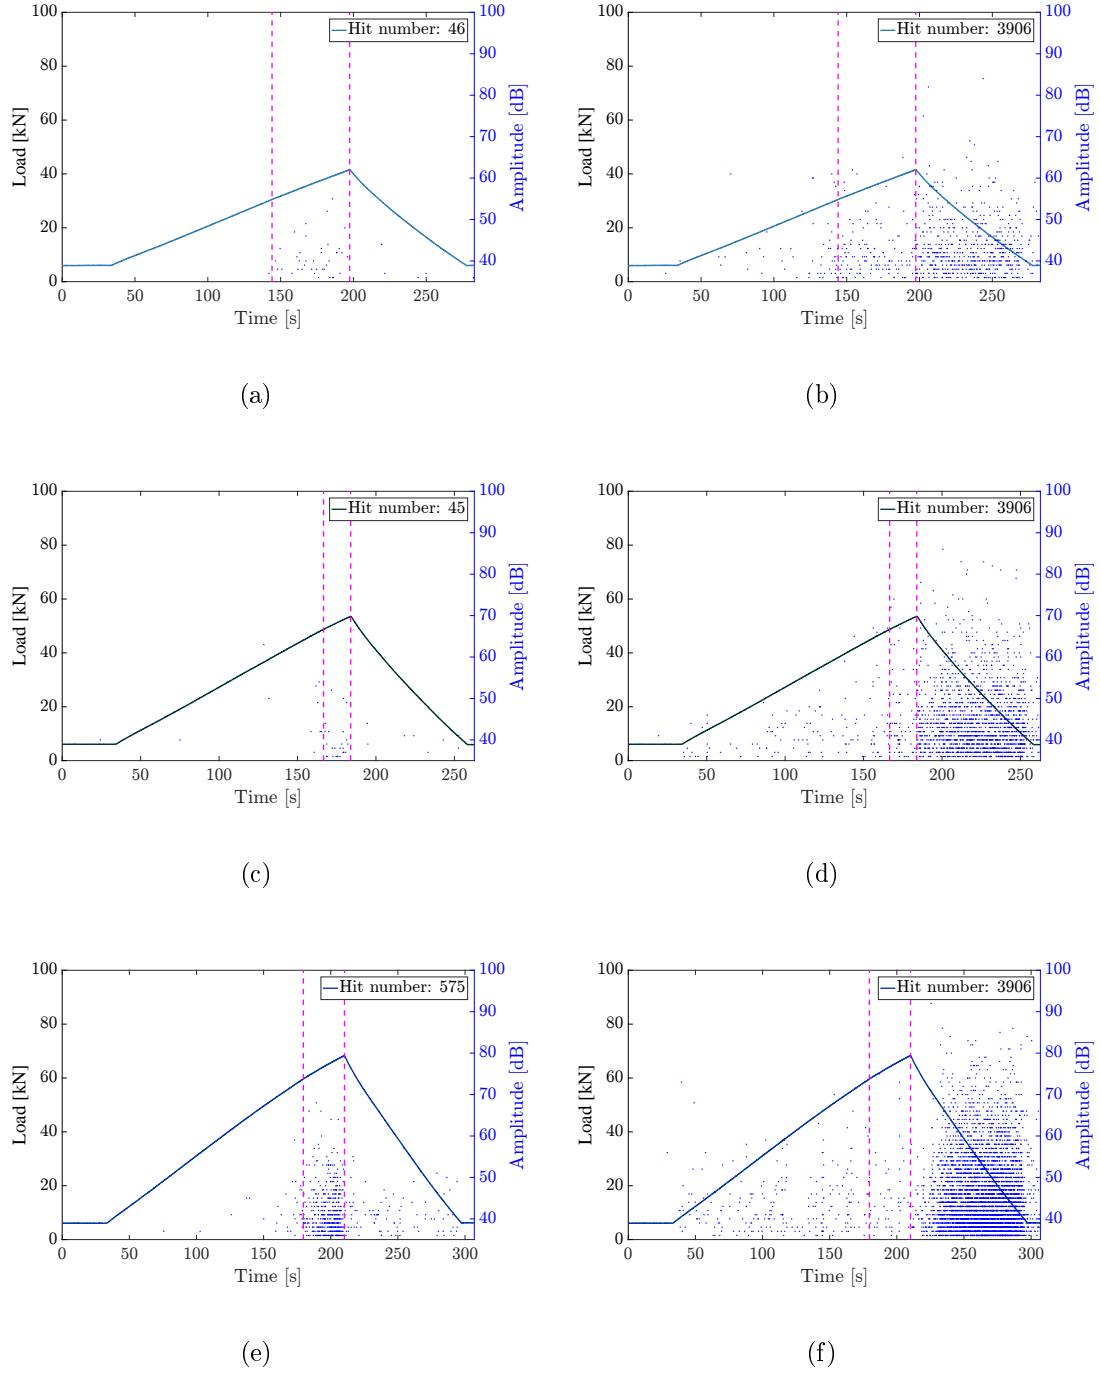 Hit number: 46
Load [kN]
0 20 40 60 80 100
Amplitude [dB]
40 50 60 70 80 90 100
0 50 100 150 200 250
Time [s]
(a)
Hit number: 3906
Load [kN]
0 20 40 60 80 100
Amplitude [dB]
40 50 60 70 80 90 100
0 50 100 150 200 250
Time [s]
(b)
Hit number: 45
Load [kN]
0 20 40 60 80 100
Amplitude [dB]
40 50 60 70 80 90 100
0 50 100 150 200 250
Time [s]
(c)
Hit number: 3906
Load [kN]
0 20 40 60 80 100
Amplitude [dB]
40 50 60 70 80 90 100
0 50 100 150 200 250
Time [s]
(d)
Hit number: 575
Load [kN]
0 20 40 60 80 100
Amplitude [dB]
40 50 60 70 80 90 100
0 50 100 150 200 250 300
Time [s]
(e)
Hit number: 3906
Load [kN]
0 20 40 60 80 100
Amplitude [dB]
40 50 60 70 80 90 100
0 50 100 150 200 250 300
Time [s]
(f)